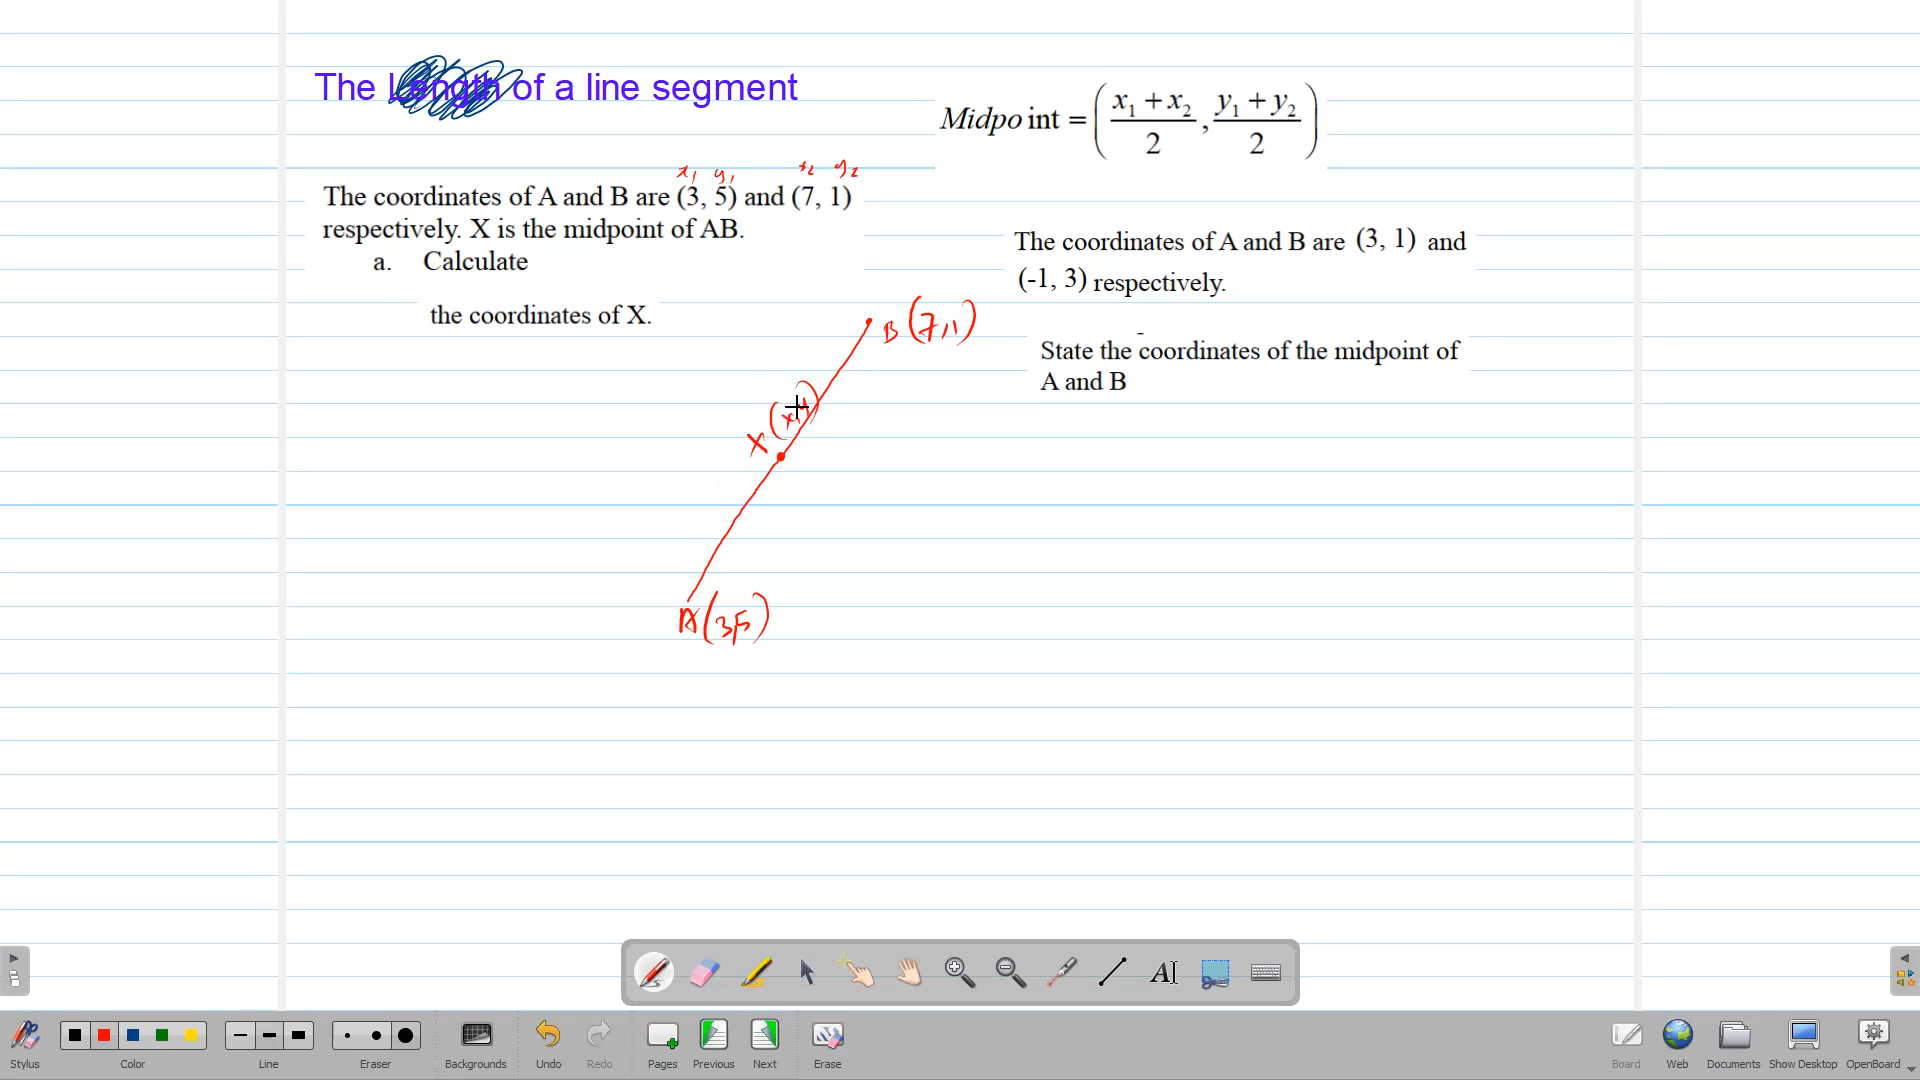 The Length of a line segment
Midpoint = ( x₁ + x₂ / 2 , y₁ + y₂ / 2 )
x₁ y₁ x₂ y₂
The coordinates of A and B are (3, 5) and (7, 1)
respectively. X is the midpoint of AB.
a. Calculate
the coordinates of X.
The coordinates of A and B are (3, 1) and
(-1, 3) respectively.
State the coordinates of the midpoint of
A and B
B (7,1)
X (x,y)
A (3,5)
Stylus
Color
Line
Eraser
Backgrounds
Undo
Redo
Pages
Previous
Next
Erase
Board
Web
Documents
Show Desktop
OpenBoard